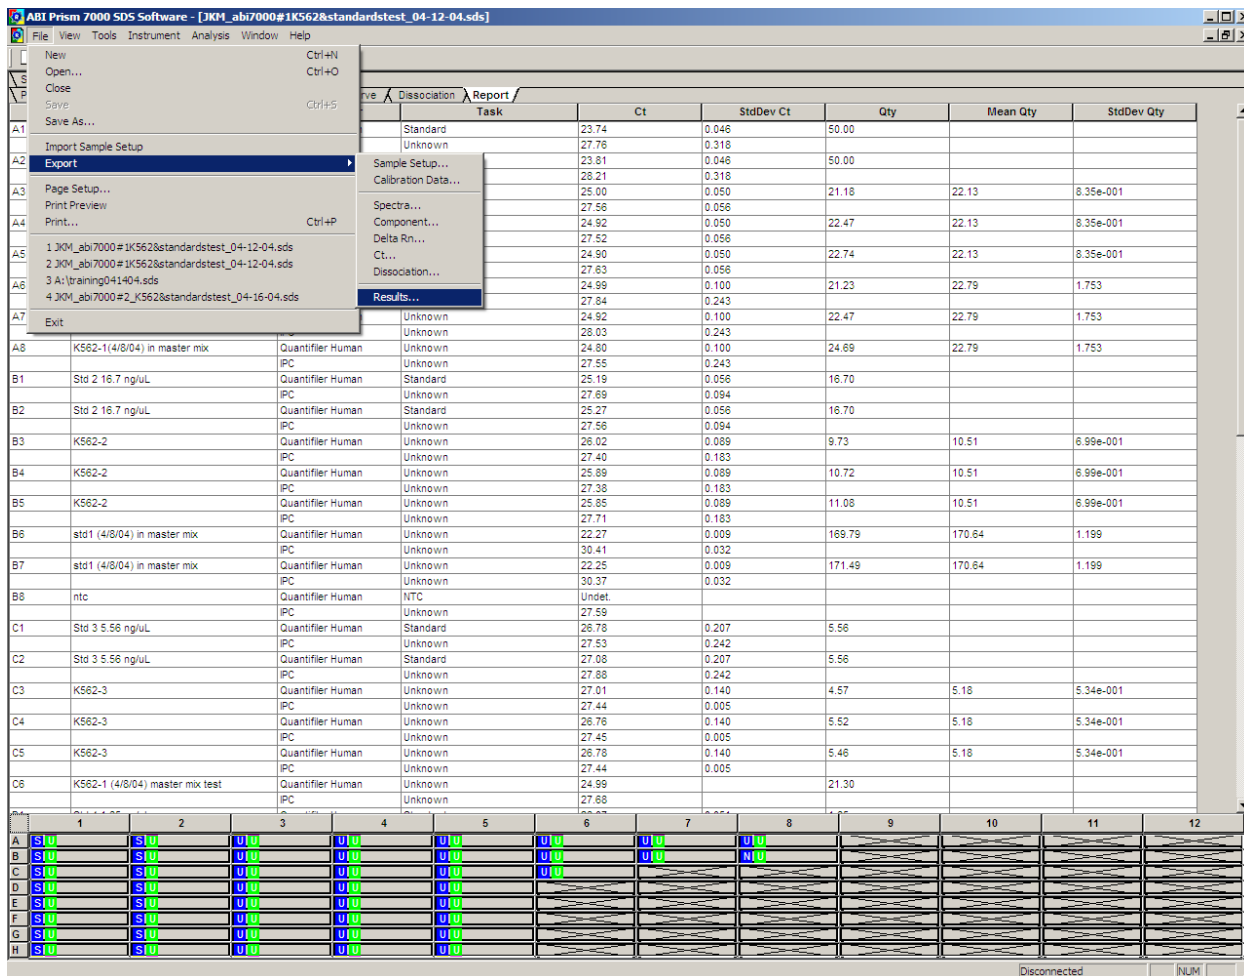 ABI Prism 7000 SDS Software - [JKM_abi7000#1K562&standardstest_04-12-04.sds]
File View Tools Instrument Analysis Window Help
New Ctrl+N
Open... Ctrl+O
Close
Save Ctrl+S
Save As...
Import Sample Setup
Export
Page Setup...
Print Preview
Print... Ctrl+P
1 JKM_abi7000#1K562&standardstest_04-12-04.sds
2 JKM_abi7000#1K562&standardstest_04-12-04.sds
3 A:\training041404.sds
4 JKM_abi7000#2_K562&standardstest_04-16-04.sds
Exit
Sample Setup...
Calibration Data...
Spectra...
Component...
Delta Rn...
Ct...
Dissociation...
Results...
rve Dissociation Report
Task Ct StdDev Ct Qty Mean Qty StdDev Qty
A1 Standard 23.74 0.046 50.00
Unknown 27.76 0.318
A2 23.81 0.046 50.00
28.21 0.318
A3 25.00 0.050 21.18 22.13 8.35e-001
27.56 0.056
A4 24.92 0.050 22.47 22.13 8.35e-001
27.52 0.056
A5 24.90 0.050 22.74 22.13 8.35e-001
27.63 0.056
A6 24.99 0.100 21.23 22.79 1.753
27.84 0.243
A7 Unknown 24.92 0.100 22.47 22.79 1.753
Unknown 28.03 0.243
A8 K562-1(4/8/04) in master mix Quantifiler Human Unknown 24.80 0.100 24.69 22.79 1.753
IPC Unknown 27.55 0.243
B1 Std 2 16.7 ng/uL Quantifiler Human Standard 25.19 0.056 16.70
IPC Unknown 27.69 0.094
B2 Std 2 16.7 ng/uL Quantifiler Human Standard 25.27 0.056 16.70
IPC Unknown 27.56 0.094
B3 K562-2 Quantifiler Human Unknown 26.02 0.089 9.73 10.51 6.99e-001
IPC Unknown 27.40 0.183
B4 K562-2 Quantifiler Human Unknown 25.89 0.089 10.72 10.51 6.99e-001
IPC Unknown 27.38 0.183
B5 K562-2 Quantifiler Human Unknown 25.85 0.089 11.08 10.51 6.99e-001
IPC Unknown 27.71 0.183
B6 std1 (4/8/04) in master mix Quantifiler Human Unknown 22.27 0.009 169.79 170.64 1.199
IPC Unknown 30.41 0.032
B7 std1 (4/8/04) in master mix Quantifiler Human Unknown 22.25 0.009 171.49 170.64 1.199
IPC Unknown 30.37 0.032
B8 ntc Quantifiler Human NTC Undet.
IPC Unknown 27.59
C1 Std 3 5.56 ng/uL Quantifiler Human Standard 26.78 0.207 5.56
IPC Unknown 27.53 0.242
C2 Std 3 5.56 ng/uL Quantifiler Human Standard 27.08 0.207 5.56
IPC Unknown 27.88 0.242
C3 K562-3 Quantifiler Human Unknown 27.01 0.140 4.57 5.18 5.34e-001
IPC Unknown 27.44 0.005
C4 K562-3 Quantifiler Human Unknown 26.76 0.140 5.52 5.18 5.34e-001
IPC Unknown 27.45 0.005
C5 K562-3 Quantifiler Human Unknown 26.78 0.140 5.46 5.18 5.34e-001
IPC Unknown 27.44 0.005
C6 K562-1 (4/8/04) master mix test Quantifiler Human Unknown 24.99 21.30
IPC Unknown 27.68
1 2 3 4 5 6 7 8 9 10 11 12
A S U S U U U U U U U U U U U U U
B S U S U U U U U U U U U U U N U
C S U S U U U U U U U U U
D S U S U U U U U U U
E S U S U U U U U U U
F S U S U U U U U U U
G S U S U U U U U U U
H S U S U U U U U U U
Disconnected NUM